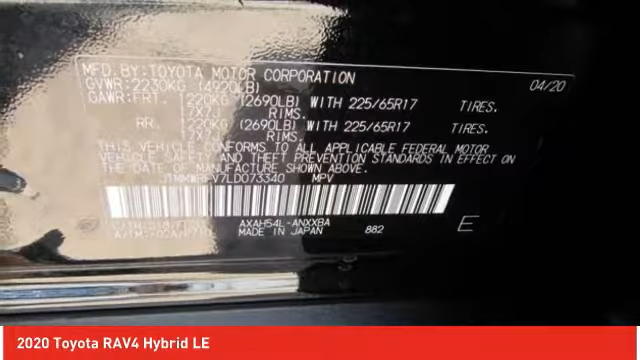 MFD. BY: TOYOTA MOTOR CORPORATION 04/20
GVWR: 2230KG (4920LB)
GAWR: FRT. 1220KG (2690LB) WITH 225/65R17 TIRES.
RIMS.
RR. 1220KG (2690LB) WITH 225/65R17 TIRES.
RIMS.
THIS VEHICLE CONFORMS TO ALL APPLICABLE FEDERAL MOTOR
VEHICLE SAFETY AND THEFT PREVENTION STANDARDS IN EFFECT ON
THE DATE OF MANUFACTURE SHOWN ABOVE.
MPV
AXAH54L-ANXXBA
MADE IN JAPAN 882 E
2020 Toyota RAV4 Hybrid LE